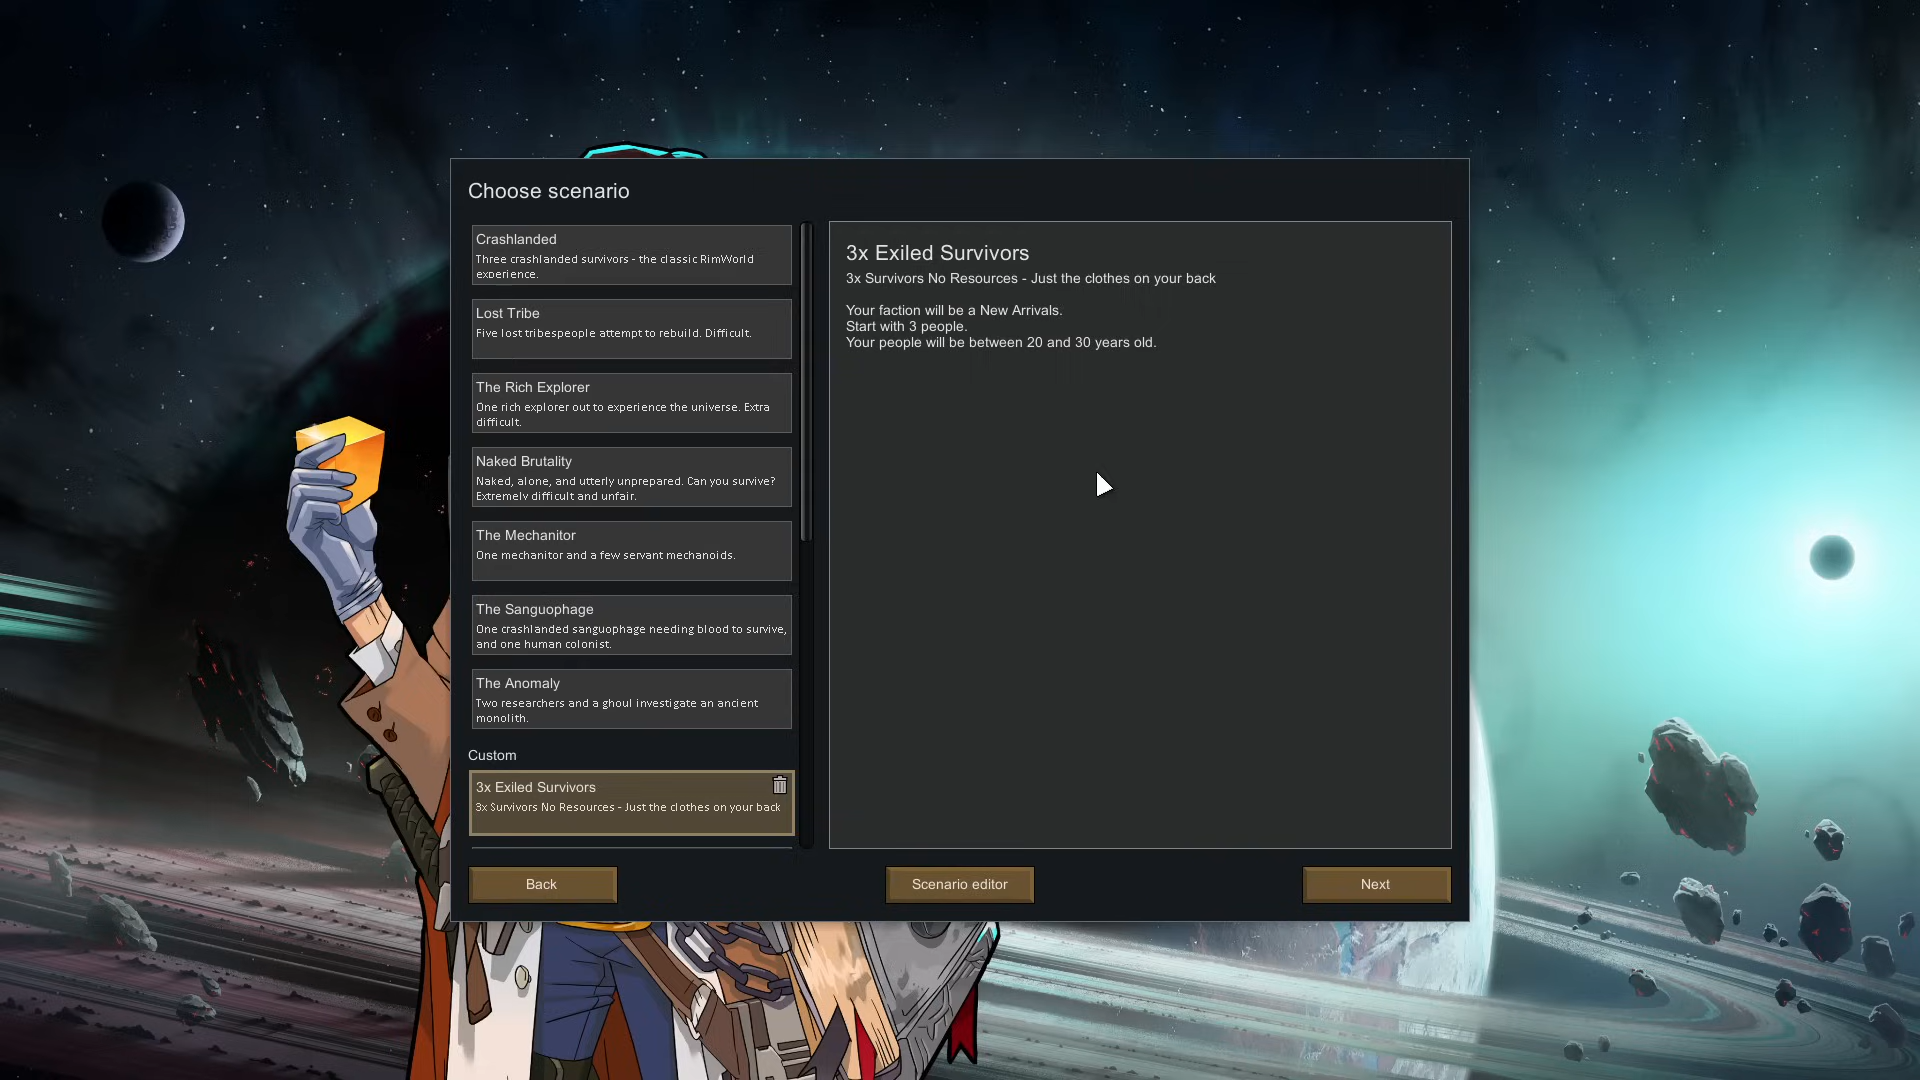 Choose scenario
Crashlanded
Three crashlanded survivors - the classic RimWorld
experience.
Lost Tribe
Five lost tribespeople attempt to rebuild. Difficult.
The Rich Explorer
One rich explorer out to experience the universe. Extra
difficult.
Naked Brutality
Naked, alone, and utterly unprepared. Can you survive?
Extremely difficult and unfair.
The Mechanitor
One mechanitor and a few servant mechanoids.
The Sanguophage
One crashlanded sanguophage needing blood to survive,
and one human colonist.
The Anomaly
Two researchers and a ghoul investigate an ancient
monolith.
Custom
3x Exiled Survivors
3x Survivors No Resources - Just the clothes on your back
3x Exiled Survivors
3x Survivors No Resources - Just the clothes on your back
Your faction will be a New Arrivals.
Start with 3 people.
Your people will be between 20 and 30 years old.
Back
Scenario editor
Next